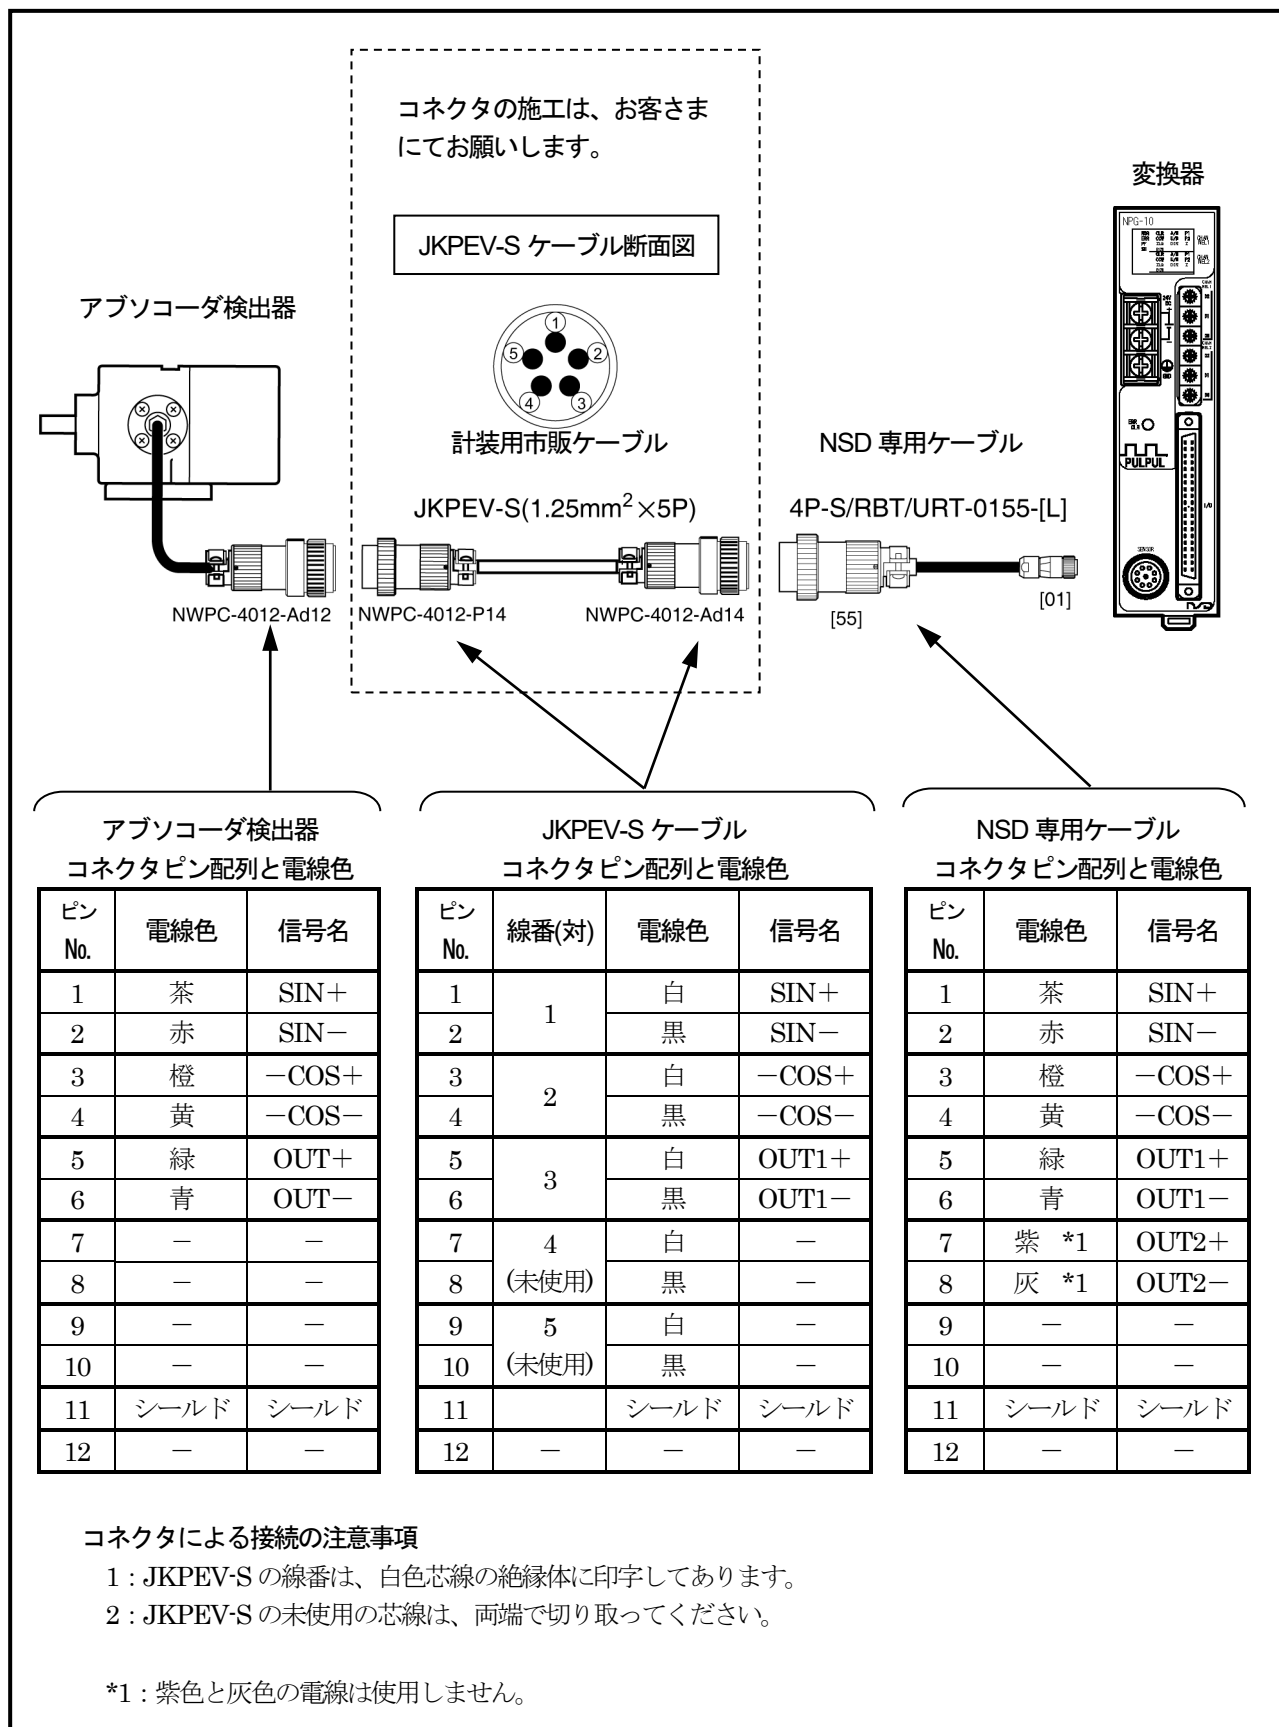 コネクタの施工は、お客さま
にてお願いします。
変換器
JKPEV-S ケーブル断面図
NPG-10
アブソコーダ検出器
1
5
2
4
3
計装用市販ケーブル
NSD 専用ケーブル
PULPUL
JKPEV-S(1.25mm²×5P)
4P-S/RBT/URT-0155-[L]
I/O
SENSOR
NWPC-4012-Ad12
NWPC-4012-P14
NWPC-4012-Ad14
[55]
[01]
NSD
アブソコーダ検出器
コネクタピン配列と電線色
ピン No. 電線色 信号名
1 茶 SIN+
2 赤 SIN−
3 橙 −COS+
4 黄 −COS−
5 緑 OUT+
6 青 OUT−
7 − −
8 − −
9 − −
10 − −
11 シールド シールド
12 − −
JKPEV-S ケーブル
コネクタピン配列と電線色
ピン No. 線番(対) 電線色 信号名
1 1 白 SIN+
2 黒 SIN−
3 2 白 −COS+
4 黒 −COS−
5 3 白 OUT1+
6 黒 OUT1−
7 4 白 −
8 (未使用) 黒 −
9 5 白 −
10 (未使用) 黒 −
11 シールド シールド
12 − − −
NSD 専用ケーブル
コネクタピン配列と電線色
ピン No. 電線色 信号名
1 茶 SIN+
2 赤 SIN−
3 橙 −COS+
4 黄 −COS−
5 緑 OUT1+
6 青 OUT1−
7 紫 *1 OUT2+
8 灰 *1 OUT2−
9 − −
10 − −
11 シールド シールド
12 − −
コネクタによる接続の注意事項
1：JKPEV-S の線番は、白色芯線の絶縁体に印字してあります。
2：JKPEV-S の未使用の芯線は、両端で切り取ってください。
*1：紫色と灰色の電線は使用しません。